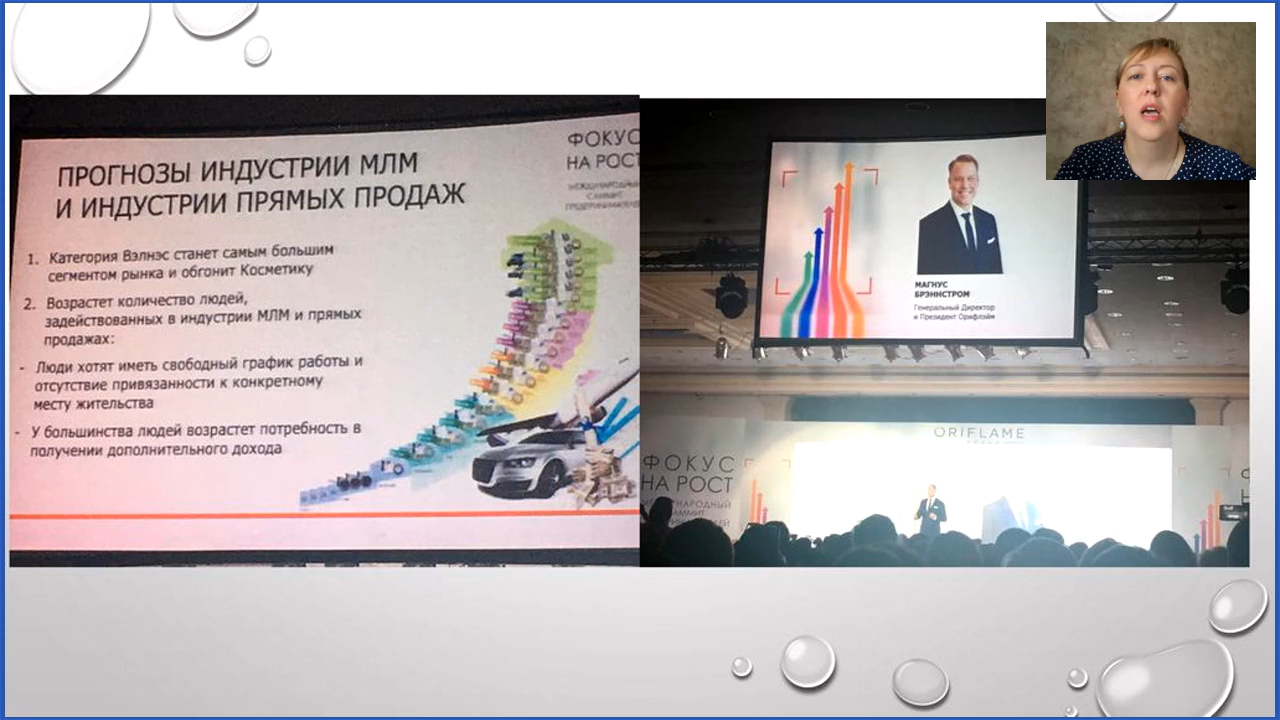 ПРОГНОЗЫ ИНДУСТРИИ МЛМ
И ИНДУСТРИИ ПРЯМЫХ ПРОДАЖ
1. Категория Вэлнэс станет самым большим
сегментом рынка и обгонит Косметику
2. Возрастет количество людей,
задействованных в индустрии МЛМ и прямых
продажах:
- Люди хотят иметь свободный график работы и
отсутствие привязанности к конкретному
месту жительства
- У большинства людей возрастет потребность в
получении дополнительного дохода
ФОКУС
НА РОСТ
МАГНУС
БРЭННСТРОМ
Генеральный Директор
и Президент Орифлэйм
ORIFLAME
ФОКУС
НА РОСТ